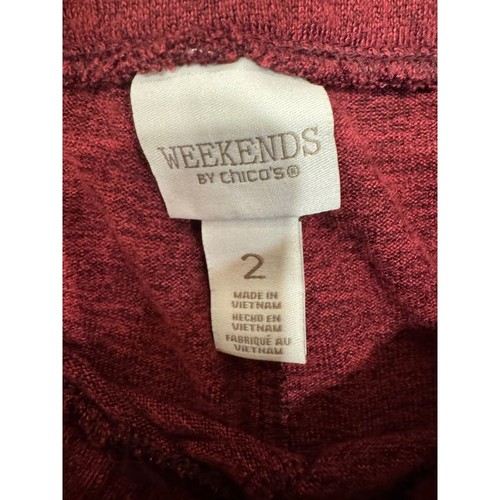 WEEKENDS
BY chico's®
2
MADE IN
VIETNAM
HECHO EN
VIETNAM
FABRIQUÉ AU
VIETNAM